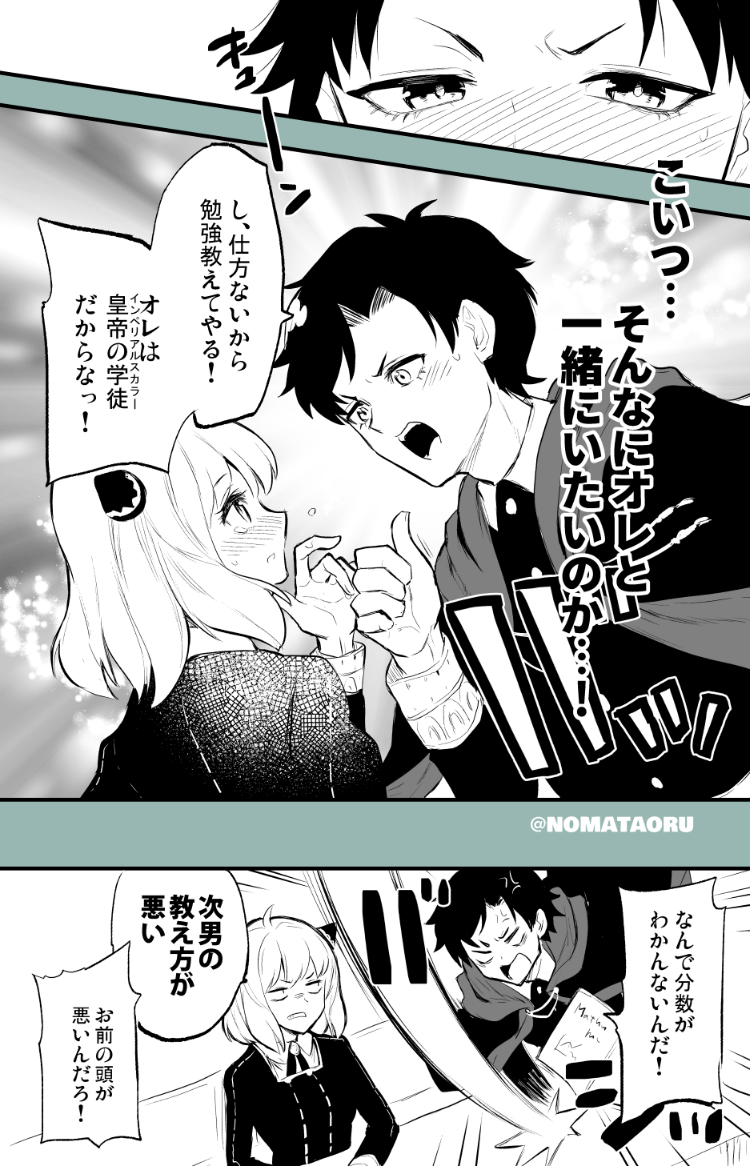 キュ
ーン
こいつ…
そんなにオレと
一緒にいたいのか…!
し、仕方ないから
勉強教えてやる!
オレは
皇帝の学徒
インペリアルスカラー
だからなっ!
@NOMATAORU
なんで分数が
わかんないんだ!
次男の
教え方が
悪い
お前の頭が
悪いんだろ!